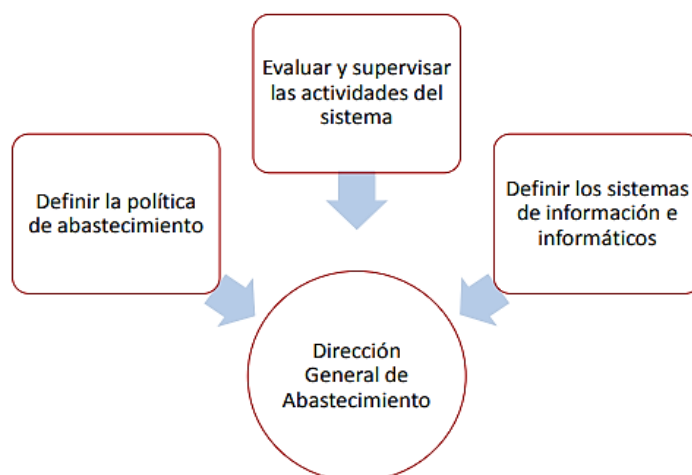 Evaluar y supervisar
las actividades del
sistema
Definir la política
de abastecimiento
Definir los sistemas
de información e
informáticos
Dirección
General de
Abastecimiento